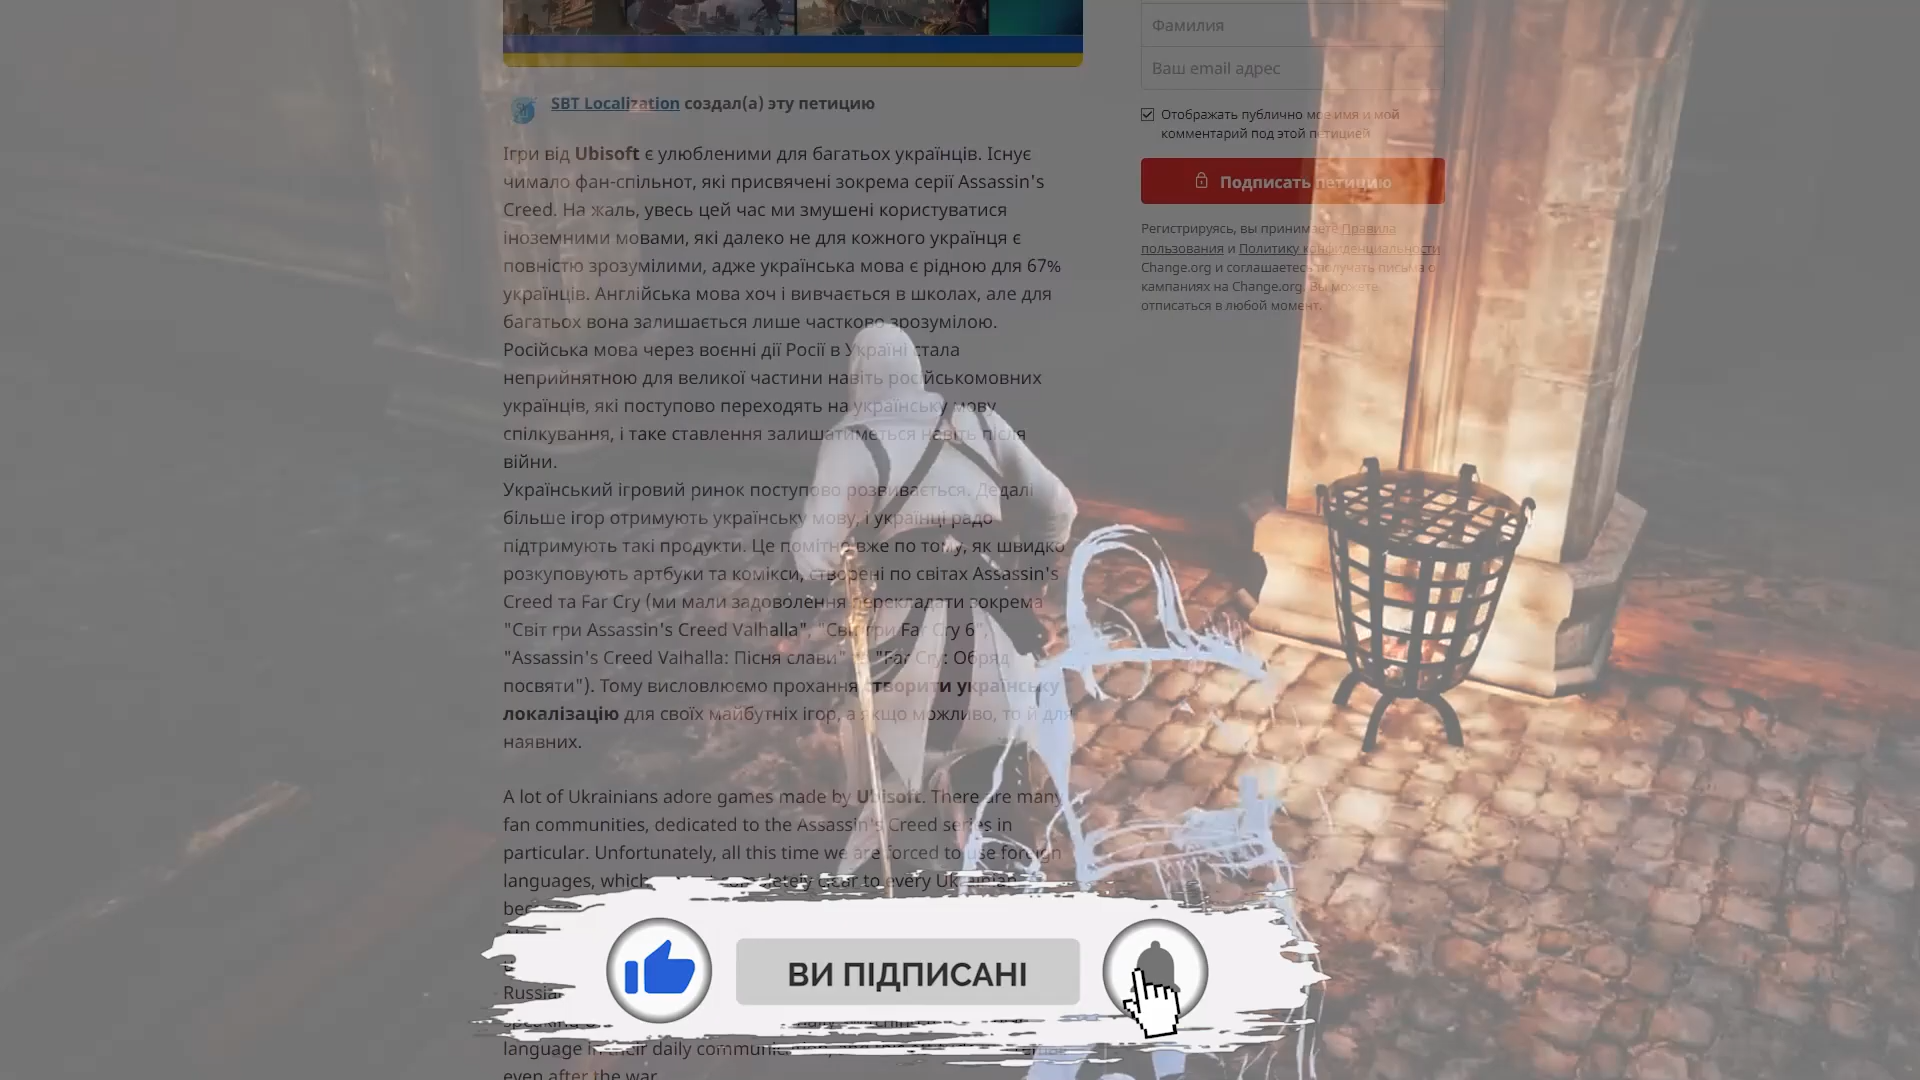 SBT Localization создал(а) эту петицию
Ігри від Ubisoft є улюбленими для багатьох українців. Існує
чимало фан-спільнот, які присвячені зокрема серії Assassin's
Creed. На жаль, увесь цей час ми змушені користуватися
іноземними мовами, які далеко не для кожного українця є
повністю зрозумілими, адже українська мова є рідною для 67%
українців. Англійська мова хоч і вивчається в школах, але для
багатьох вона залишається лише частково зрозумілою.
Російська мова через воєнні дії Росії в Україні стала
неприйнятною для великої частини навіть російськомовних
українців, які поступово переходять на українську мову
спілкування, і таке ставлення залишатиметься навіть після
війни.
Український ігровий ринок поступово розвивається. Дедалі
більше ігор отримують українську мову, і українці радо
підтримують такі продукти. Це помітно вже по тому, як швидко
розкуповують артбуки та комікси, створені по світах Assassin's
Creed та Far Cry (ми мали задоволення перекладати зокрема
"Світ гри Assassin's Creed Valhalla", "Світ гри Far Cry 6",
"Assassin's Creed Valhalla: Пісня слави" "Far Cry: Обряд
посвяти"). Тому висловлюємо прохання створити українську
локалізацію для своїх майбутніх ігор, а якщо можливо, то й для
наявних.
A lot of Ukrainians adore games made by Ubisoft. There are many
fan communities, dedicated to the Assassin's Creed series in
particular. Unfortunately, all this time we are forced to use foreign
languages, which completely clear to every Ukrainian
language in their daily
even after the war.
Фамилия
Ваш email адрес
Отображать публично мое имя и мой
комментарий под этой петицией
Подписать петицию
Регистрируясь, вы принимаете Правила
пользования и Политику конфиденциальности
Change.org и соглашаетесь получать письма о
кампаниях на Change.org. Вы можете
отписаться в любой момент.
ВИ ПІДПИСАНІ